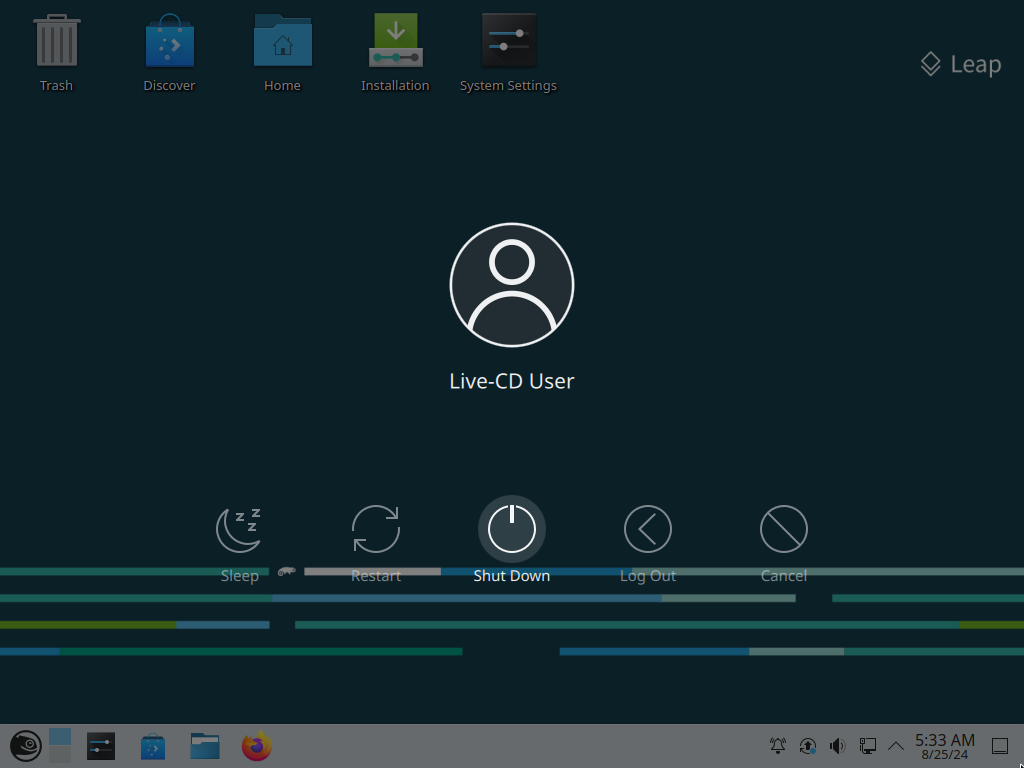 Trash
Discover
Home
Installation
System Settings
Leap
Live-CD User
z z
z
Sleep
Restart
Shut Down
Log Out
Cancel
5:33 AM
8/25/24